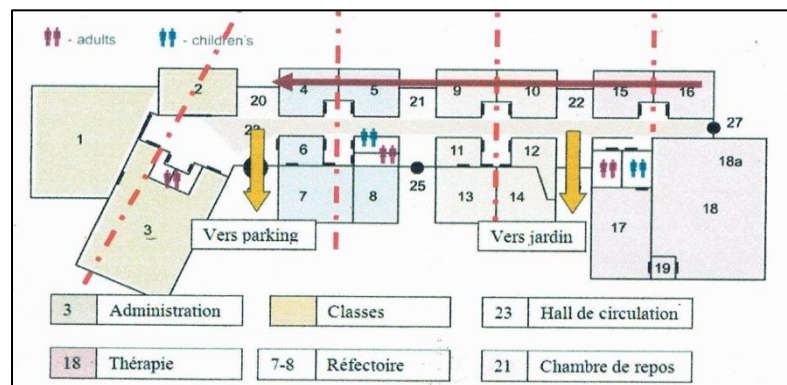 - adults - children's
2 4 5 9 10 15 16
20 21 22
1 27
6 11 12 18a
3 7 8 25 13 14 17 18
Vers parking Vers jardin
19
3 Administration Classes 23 Hall de circulation
18 Thérapie 7-8 Réfectoire 21 Chambre de repos